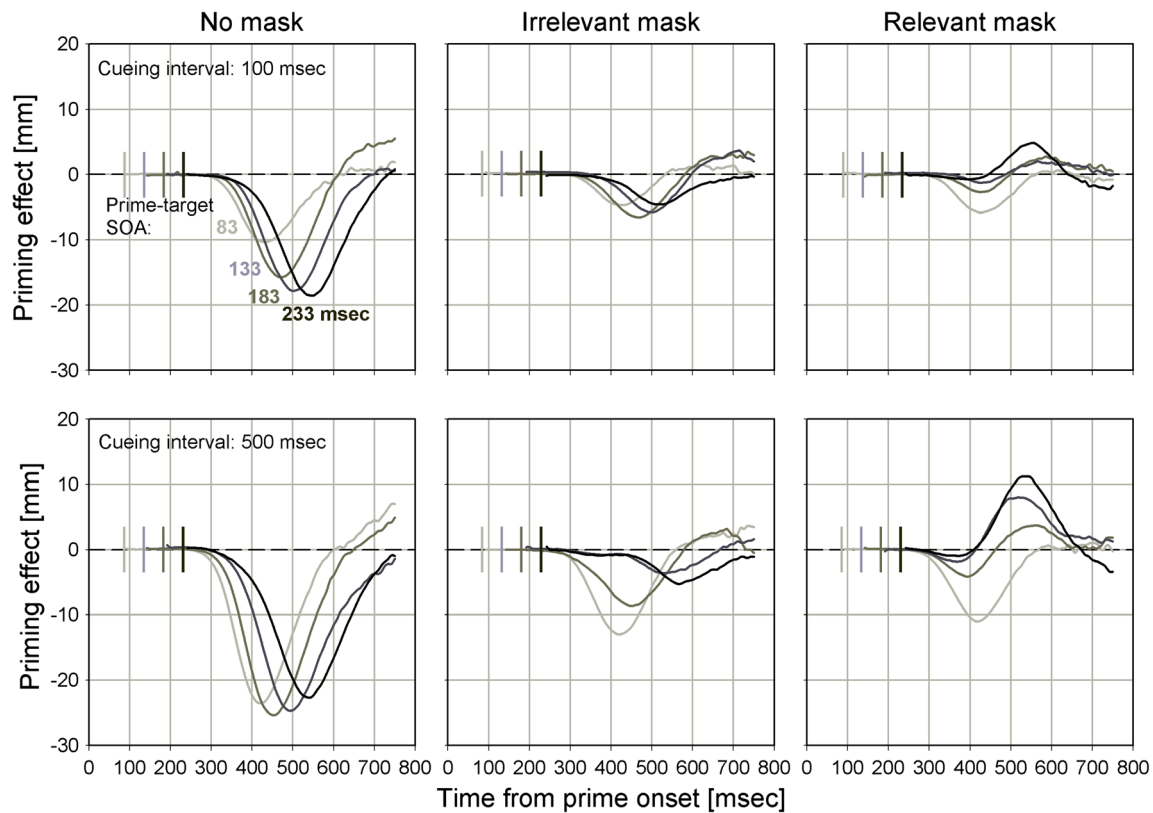 No mask
Irrelevant mask
Relevant mask
Priming effect [mm]
20
10
0
-10
-20
-30
Cueing interval: 100 msec
Prime-target
SOA:
83
133
183
233 msec
Priming effect [mm]
20
10
0
-10
-20
-30
Cueing interval: 500 msec
0 100 200 300 400 500 600 700 800
0 100 200 300 400 500 600 700 800
0 100 200 300 400 500 600 700 800
Time from prime onset [msec]